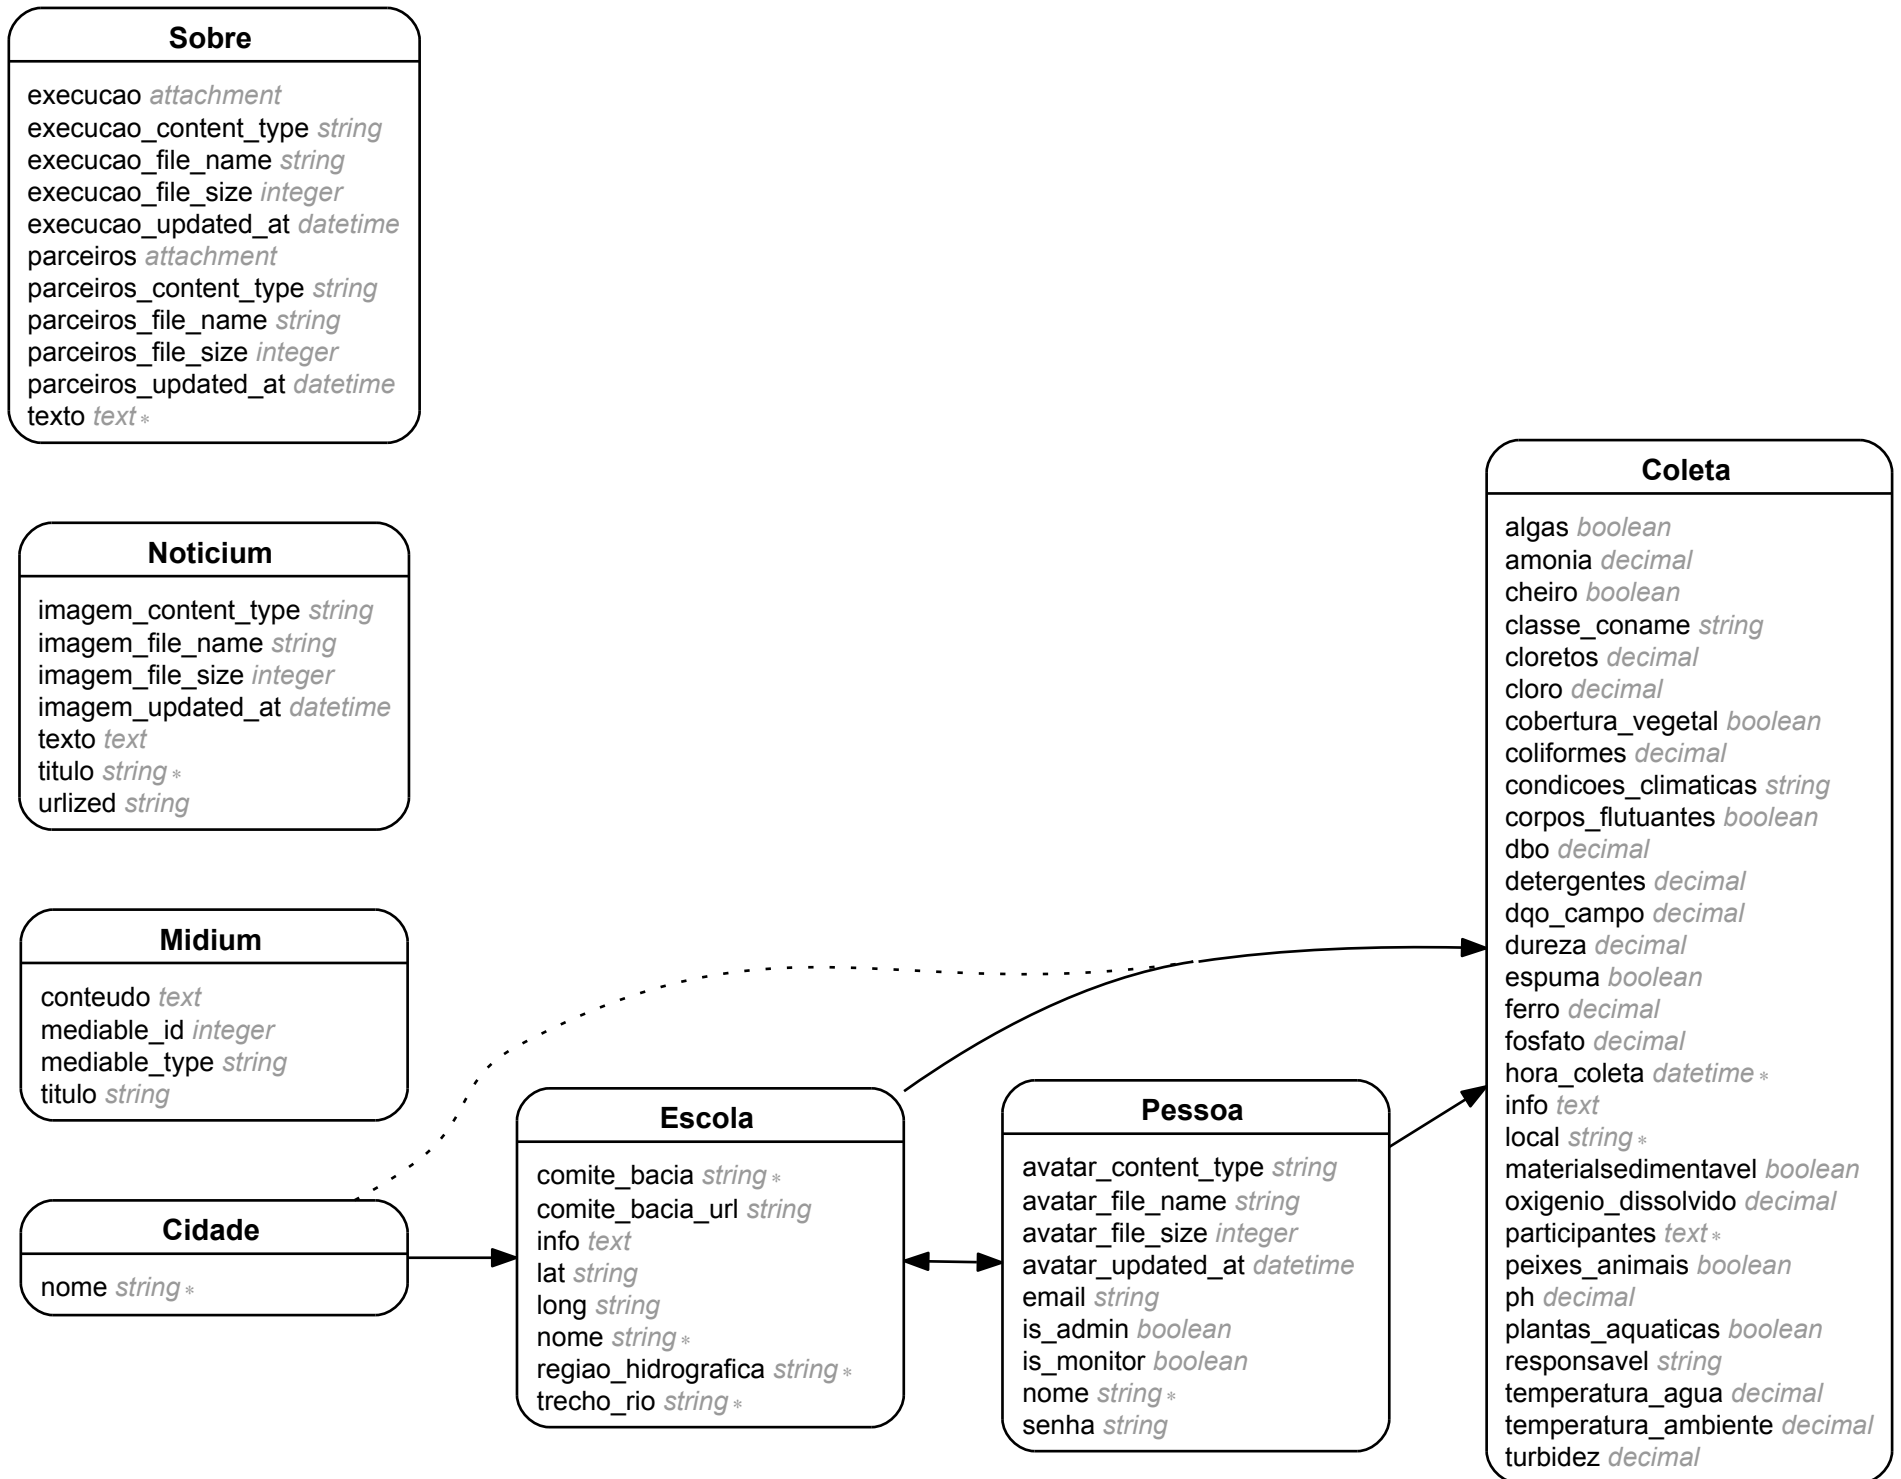 Sobre
execucao attachment
execucao_content_type string
execucao_file_name string
execucao_file_size integer
execucao_updated_at datetime
parceiros attachment
parceiros_content_type string
parceiros_file_name string
parceiros_file_size integer
parceiros_updated_at datetime
texto text *
Noticium
imagem_content_type string
imagem_file_name string
imagem_file_size integer
imagem_updated_at datetime
texto text
titulo string *
urlized string
Midium
conteudo text
mediable_id integer
mediable_type string
titulo string
Cidade
nome string *
Escola
comite_bacia string *
comite_bacia_url string
info text
lat string
long string
nome string *
regiao_hidrografica string *
trecho_rio string *
Pessoa
avatar_content_type string
avatar_file_name string
avatar_file_size integer
avatar_updated_at datetime
email string
is_admin boolean
is_monitor boolean
nome string *
senha string
Coleta
algas boolean
amonia decimal
cheiro boolean
classe_coname string
cloretos decimal
cloro decimal
cobertura_vegetal boolean
coliformes decimal
condicoes_climaticas string
corpos_flutuantes boolean
dbo decimal
detergentes decimal
dqo_campo decimal
dureza decimal
espuma boolean
ferro decimal
fosfato decimal
hora_coleta datetime *
info text
local string *
materialsedimentavel boolean
oxigenio_dissolvido decimal
participantes text *
peixes_animais boolean
ph decimal
plantas_aquaticas boolean
responsavel string
temperatura_agua decimal
temperatura_ambiente decimal
turbidez decimal